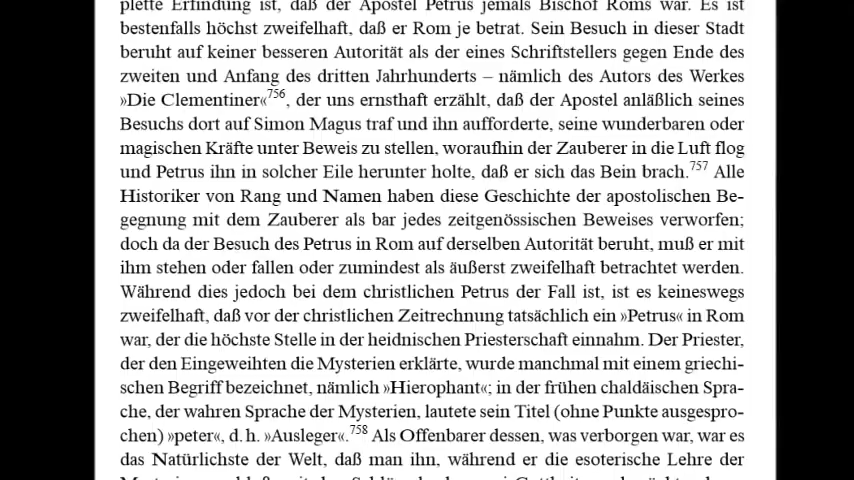 plette Erfindung ist, daß der Apostel Petrus jemals Bischof Roms war. Es ist
bestenfalls höchst zweifelhaft, daß er Rom je betrat. Sein Besuch in dieser Stadt
beruht auf keiner besseren Autorität als der eines Schriftstellers gegen Ende des
zweiten und Anfang des dritten Jahrhunderts – nämlich des Autors des Werkes
»Die Clementiner«756, der uns ernsthaft erzählt, daß der Apostel anläßlich seines
Besuchs dort auf Simon Magus traf und ihn aufforderte, seine wunderbaren oder
magischen Kräfte unter Beweis zu stellen, woraufhin der Zauberer in die Luft flog
und Petrus ihn in solcher Eile herunter holte, daß er sich das Bein brach.757 Alle
Historiker von Rang und Namen haben diese Geschichte der apostolischen Be-
gegnung mit dem Zauberer als bar jedes zeitgenössischen Beweises verworfen;
doch da der Besuch des Petrus in Rom auf derselben Autorität beruht, muß er mit
ihm stehen oder fallen oder zumindest als äußerst zweifelhaft betrachtet werden.
Während dies jedoch bei dem christlichen Petrus der Fall ist, ist es keineswegs
zweifelhaft, daß vor der christlichen Zeitrechnung tatsächlich ein »Petrus« in Rom
war, der die höchste Stelle in der heidnischen Priesterschaft einnahm. Der Priester,
der den Eingeweihten die Mysterien erklärte, wurde manchmal mit einem griechi-
schen Begriff bezeichnet, nämlich »Hierophant«; in der frühen chaldäischen Spra-
che, der wahren Sprache der Mysterien, lautete sein Titel (ohne Punkte ausgespro-
chen) »peter«, d. h. »Ausleger«.758 Als Offenbarer dessen, was verborgen war, war es
das Natürlichste der Welt, daß man ihn, während er die esoterische Lehre der